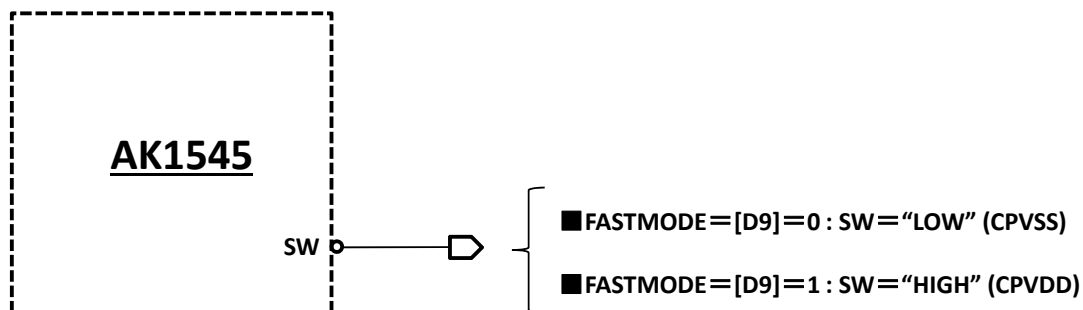 AK1545
SW
■FASTMODE=[D9]=0 : SW=“LOW” (CPVSS)
■FASTMODE=[D9]=1 : SW=“HIGH” (CPVDD)